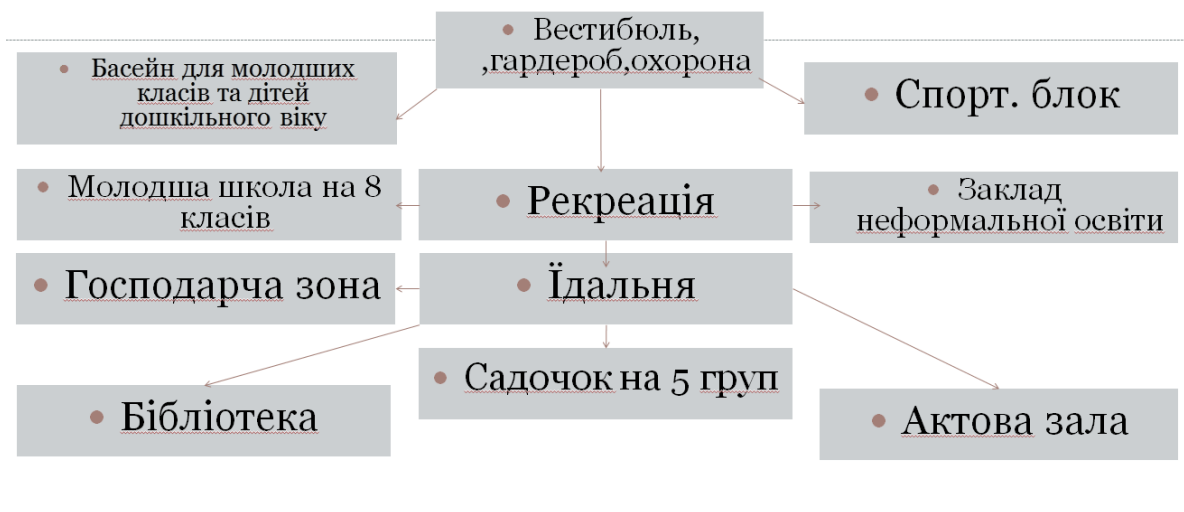 Вестибюль,
,гардероб,охорона
Басейн для молодших
класів та дітей
дошкільного віку
Спорт. блок
Молодша школа на 8
класів
Рекреація
Заклад
неформальної освіти
Господарча зона
Їдальня
Садочок на 5 груп
Бібліотека
Актова зала